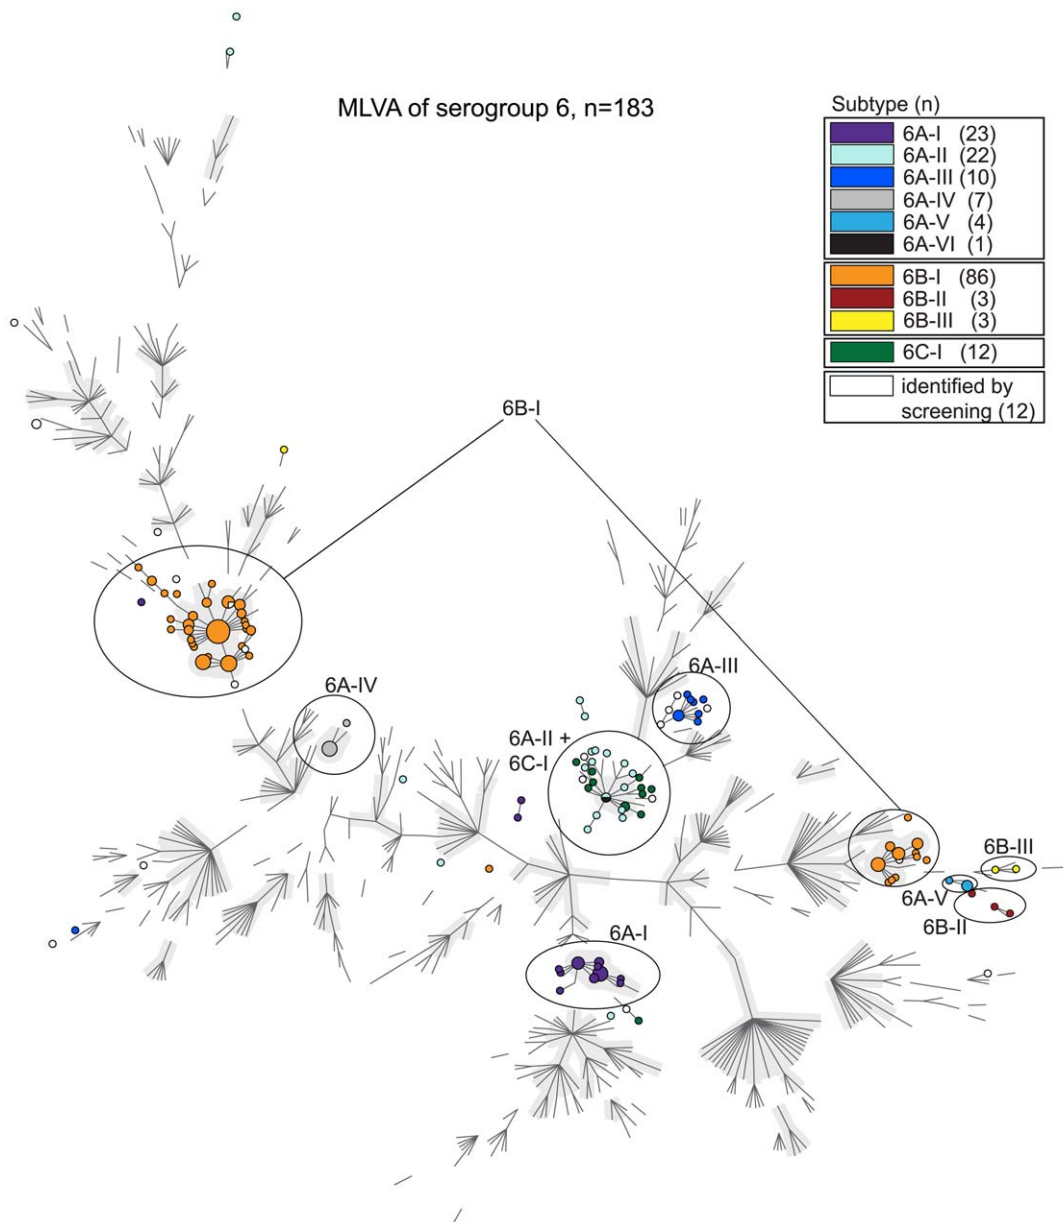 MLVA of serogroup 6, n=183
Subtype (n)
6A-I (23)
6A-II (22)
6A-III (10)
6A-IV (7)
6A-V (4)
6A-VI (1)
6B-I (86)
6B-II (3)
6B-III (3)
6C-I (12)
identified by
screening (12)
6B-I
6A-III
6A-IV
6A-II +
6C-I
6B-III
6A-V
6B-II
6A-I